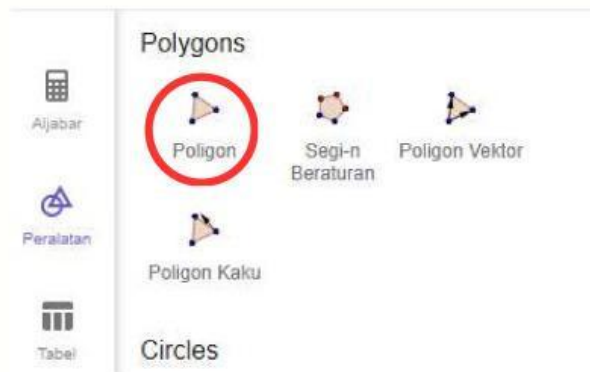 Polygons
Aljabar
Poligon
Segi-n
Beraturan
Poligon Vektor
Peralatan
Poligon Kaku
Tabel
Circles